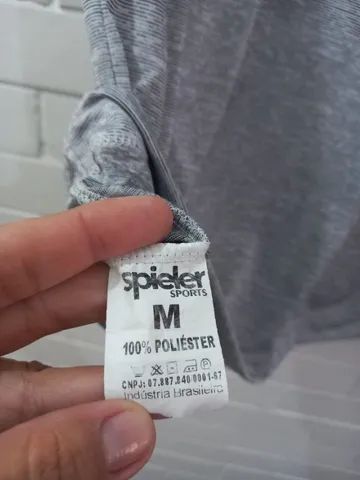 spieler
SPORTS
M
100% POLIÉSTER
CNPJ: 07.887.840/0001-67
Indústria Brasileira